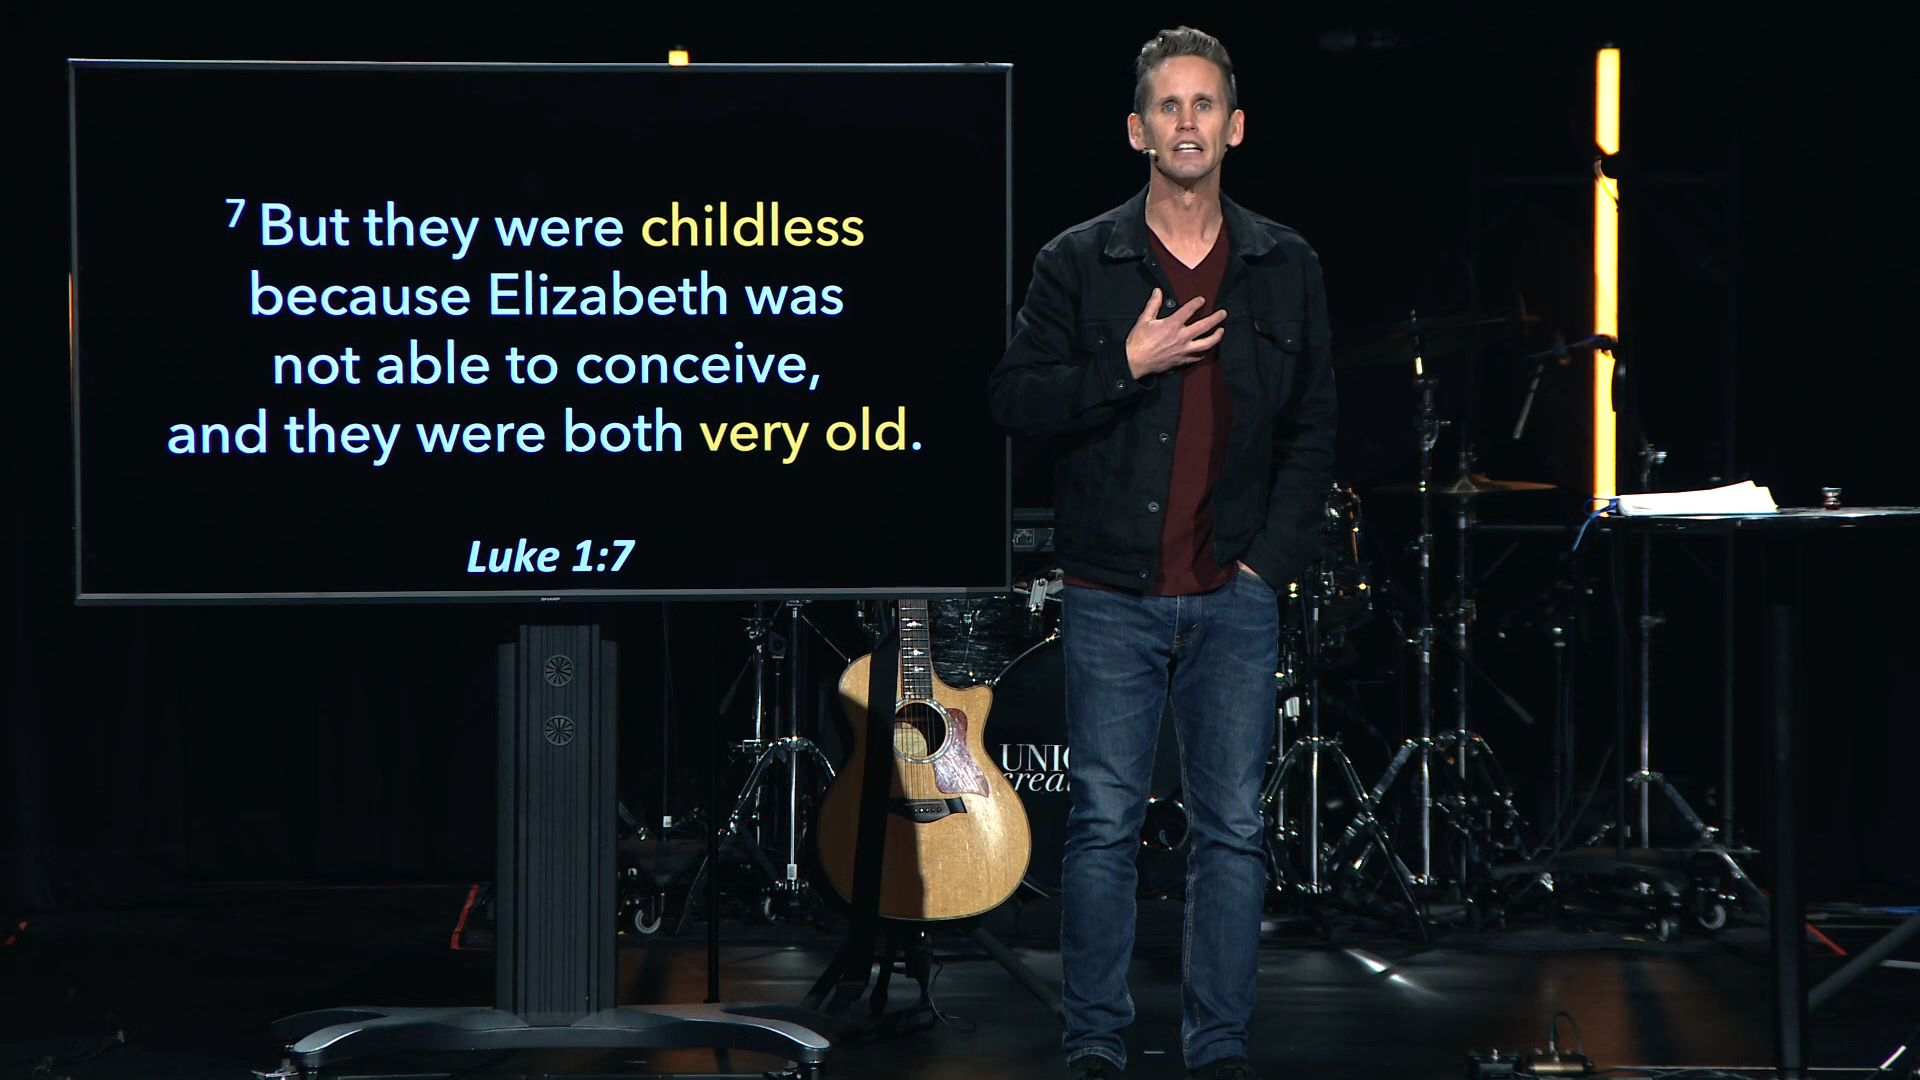 7 But they were childless
because Elizabeth was
not able to conceive,
and they were both very old.
Luke 1:7
SHARP